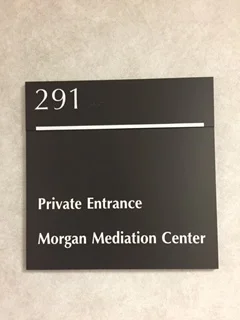 291
Private Entrance
Morgan Mediation Center